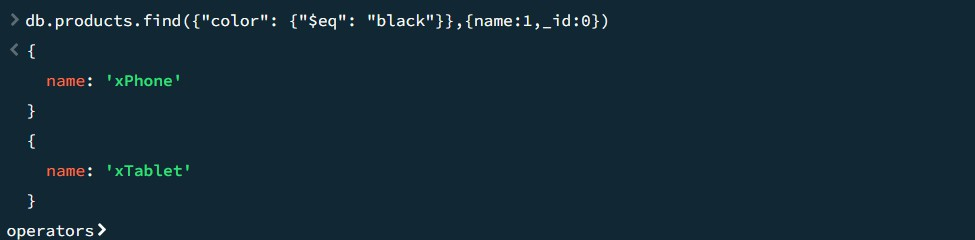 > db.products.find({"color": {"$eq": "black"}},{name:1,_id:0})
< {
name: 'xPhone'
}
{
name: 'xTablet'
}
operators>